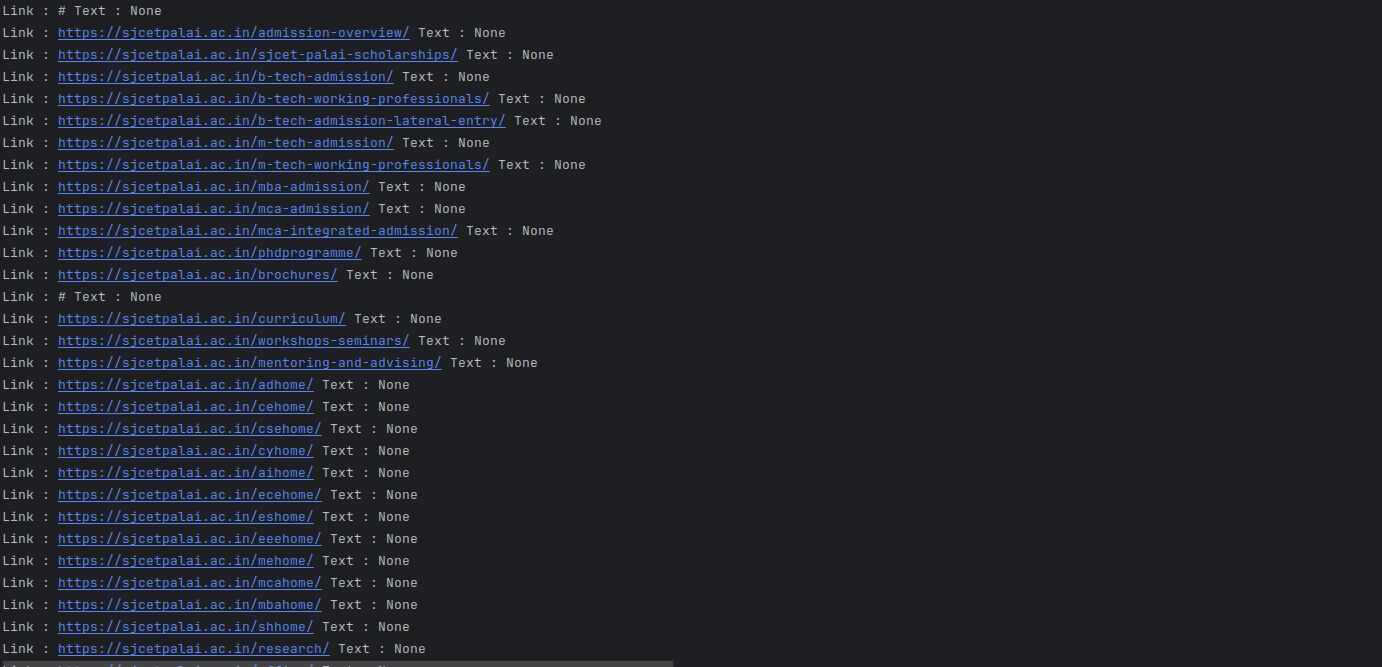 Link : # Text : None
Link : https://sjcetpalai.ac.in/admission-overview/ Text : None
Link : https://sjcetpalai.ac.in/sjcet-palai-scholarships/ Text : None
Link : https://sjcetpalai.ac.in/b-tech-admission/ Text : None
Link : https://sjcetpalai.ac.in/b-tech-working-professionals/ Text : None
Link : https://sjcetpalai.ac.in/b-tech-admission-lateral-entry/ Text : None
Link : https://sjcetpalai.ac.in/m-tech-admission/ Text : None
Link : https://sjcetpalai.ac.in/m-tech-working-professionals/ Text : None
Link : https://sjcetpalai.ac.in/mba-admission/ Text : None
Link : https://sjcetpalai.ac.in/mca-admission/ Text : None
Link : https://sjcetpalai.ac.in/mca-integrated-admission/ Text : None
Link : https://sjcetpalai.ac.in/phdprogramme/ Text : None
Link : https://sjcetpalai.ac.in/brochures/ Text : None
Link : # Text : None
Link : https://sjcetpalai.ac.in/curriculum/ Text : None
Link : https://sjcetpalai.ac.in/workshops-seminars/ Text : None
Link : https://sjcetpalai.ac.in/mentoring-and-advising/ Text : None
Link : https://sjcetpalai.ac.in/adhome/ Text : None
Link : https://sjcetpalai.ac.in/cehome/ Text : None
Link : https://sjcetpalai.ac.in/csehome/ Text : None
Link : https://sjcetpalai.ac.in/cyhome/ Text : None
Link : https://sjcetpalai.ac.in/aihome/ Text : None
Link : https://sjcetpalai.ac.in/ecehome/ Text : None
Link : https://sjcetpalai.ac.in/eshome/ Text : None
Link : https://sjcetpalai.ac.in/eeehome/ Text : None
Link : https://sjcetpalai.ac.in/mehome/ Text : None
Link : https://sjcetpalai.ac.in/mcahome/ Text : None
Link : https://sjcetpalai.ac.in/mbahome/ Text : None
Link : https://sjcetpalai.ac.in/shhome/ Text : None
Link : https://sjcetpalai.ac.in/research/ Text : None